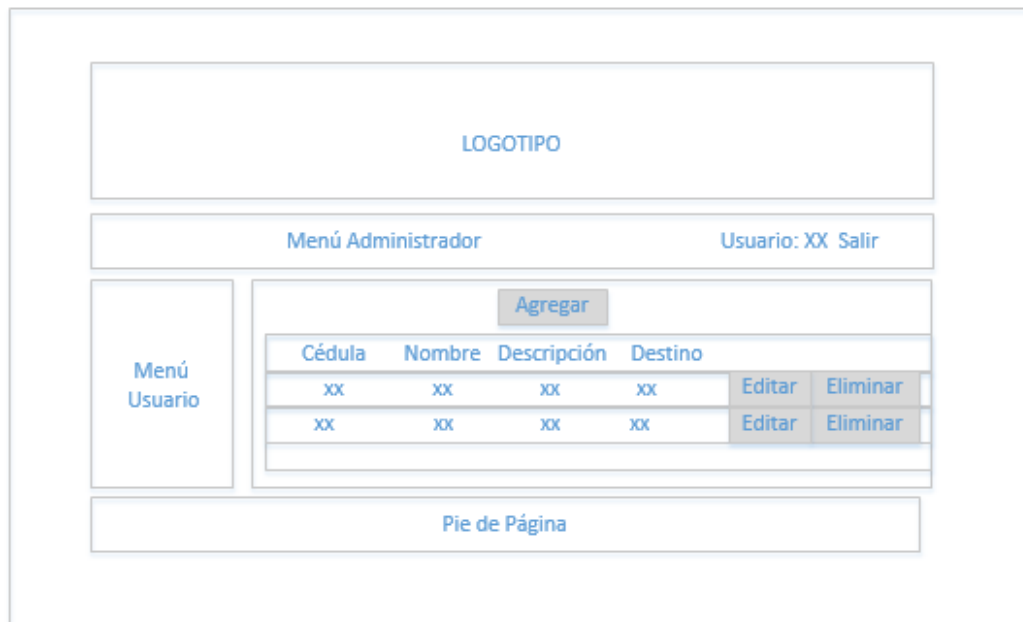 LOGOTIPO
Menú Administrador Usuario: XX Salir
Menú
Usuario
Agregar
Cédula Nombre Descripción Destino
xx xx xx xx Editar Eliminar
xx xx xx xx Editar Eliminar
Pie de Página